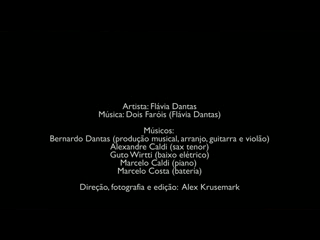 Artista: Flávia Dantas
Música: Dois Faróis (Flávia Dantas)
Músicos:
Bernardo Dantas (produção musical, arranjo, guitarra e violão)
Alexandre Caldi (sax tenor)
Guto Wirtti (baixo elétrico)
Marcelo Caldi (piano)
Marcelo Costa (bateria)
Direção, fotografia e edição: Alex Krusemark